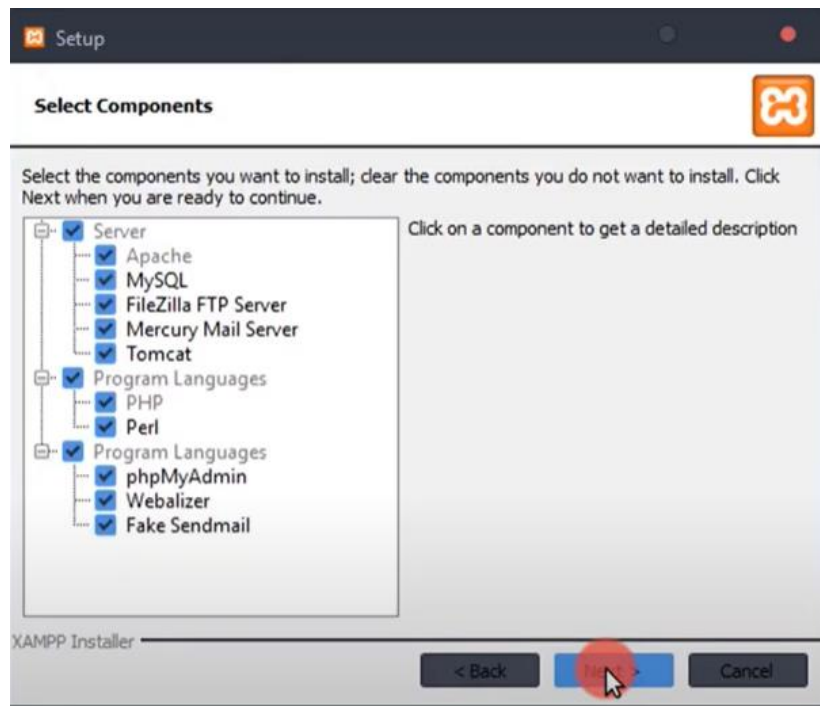 Setup
Select Components
Select the components you want to install; clear the components you do not want to install. Click
Next when you are ready to continue.
Server
Apache
MySQL
FileZilla FTP Server
Mercury Mail Server
Tomcat
Program Languages
PHP
Perl
Program Languages
phpMyAdmin
Webalizer
Fake Sendmail
Click on a component to get a detailed description
XAMPP Installer
< Back
Next >
Cancel